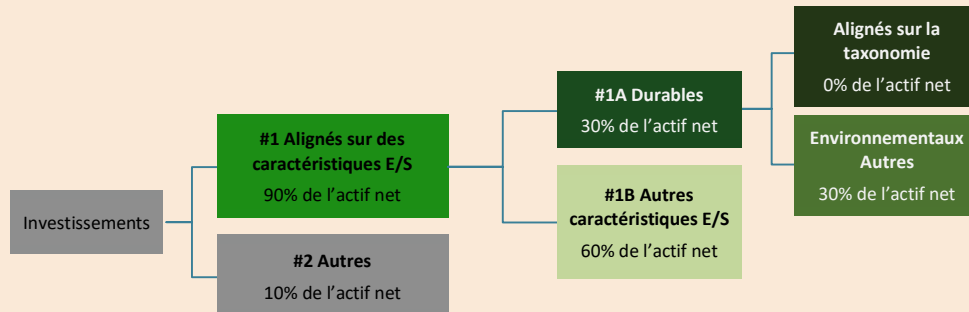 Investissements
#1 Alignés sur des
caractéristiques E/S
90% de l'actif net
#2 Autres
10% de l'actif net
#1A Durables
30% de l'actif net
#1B Autres
caractéristiques E/S
60% de l'actif net
Alignés sur la
taxonomie
0% de l'actif net
Environnementaux
Autres
30% de l'actif net